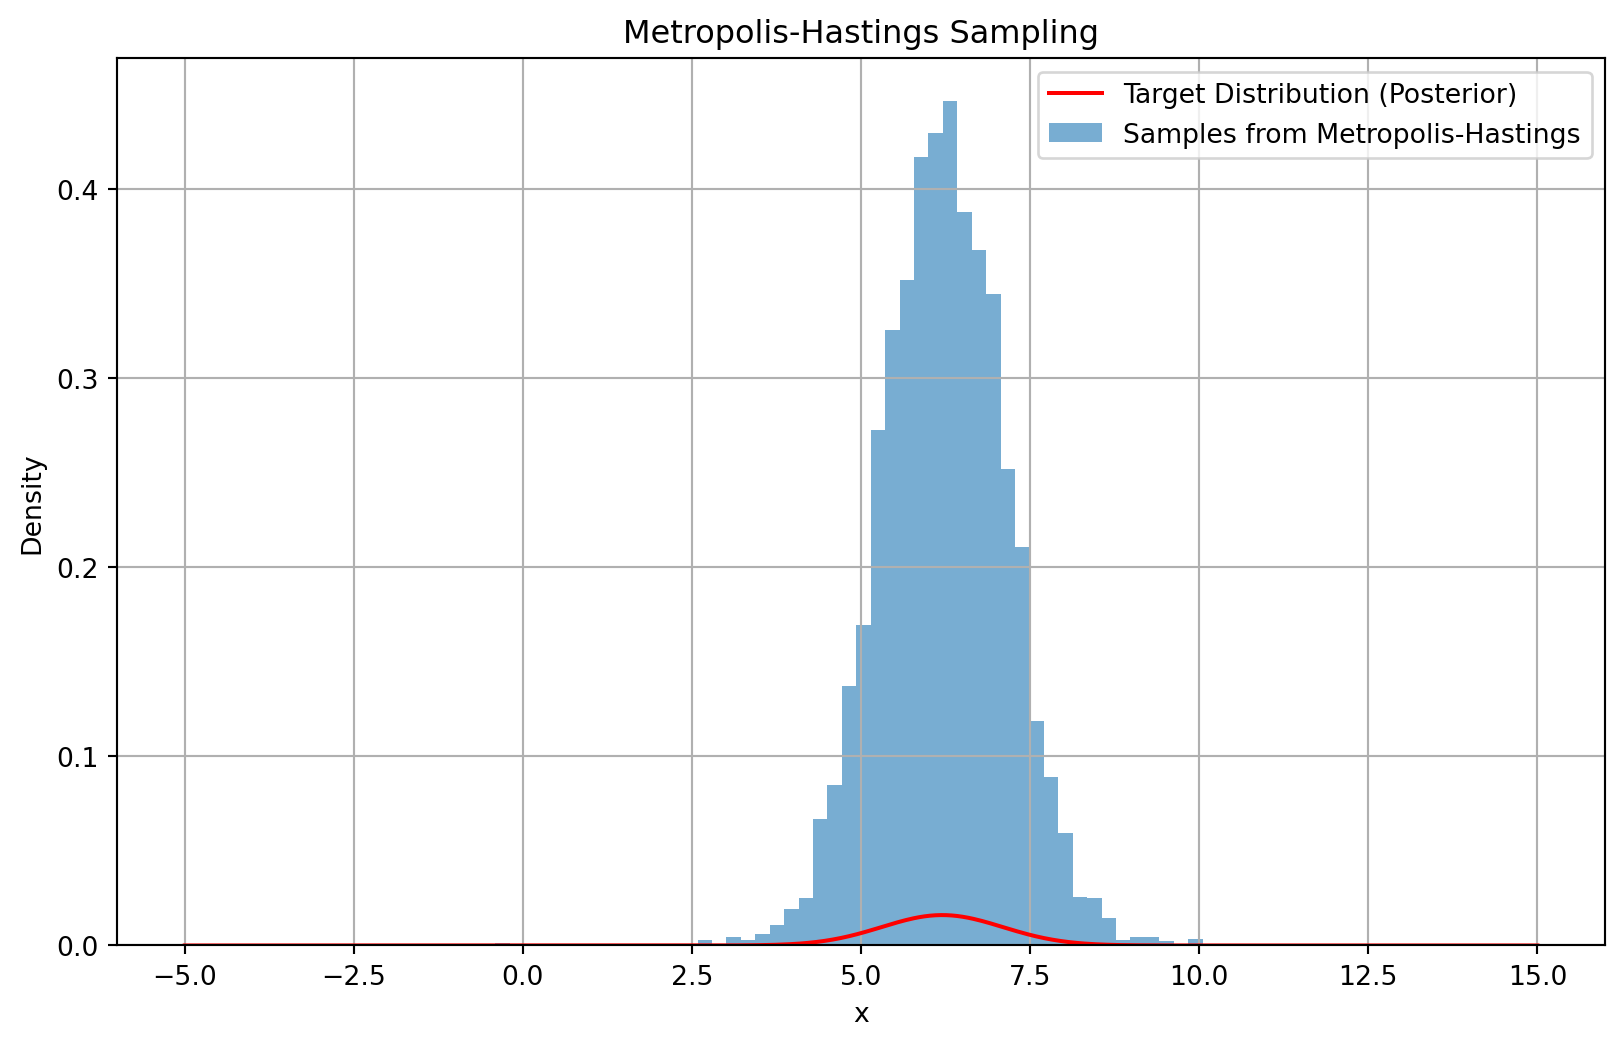 Metropolis-Hastings Sampling
Target Distribution (Posterior)
Samples from Metropolis-Hastings
Density
0.4
0.3
0.2
0.1
0.0
−5.0 −2.5 0.0 2.5 5.0 7.5 10.0 12.5 15.0
x